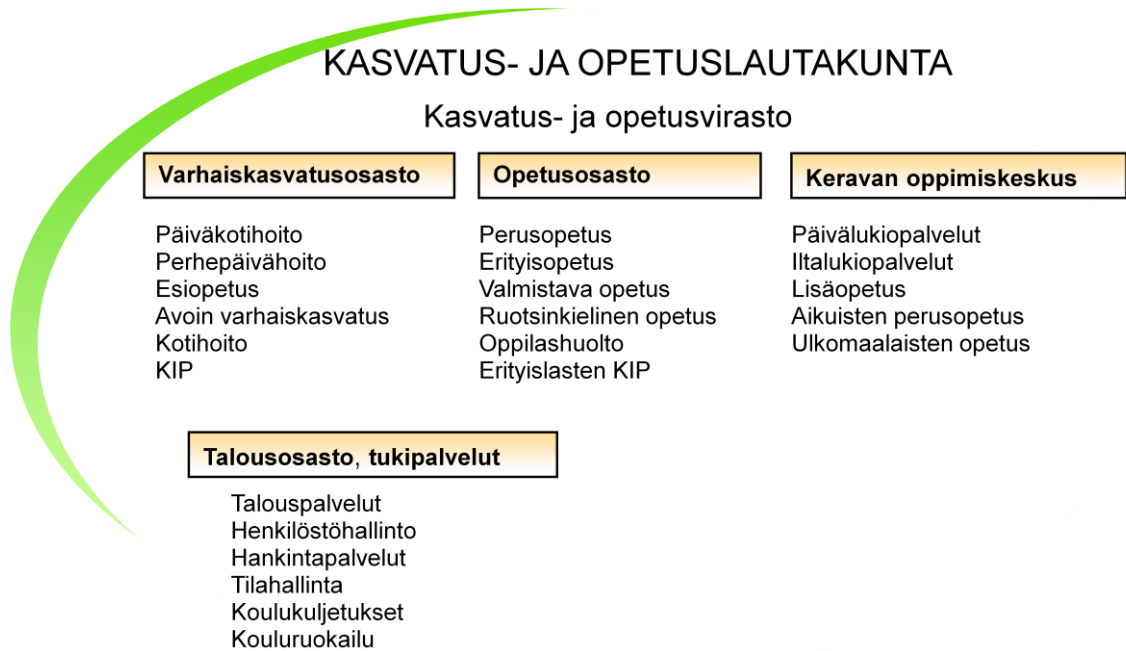 KASVATUS- JA OPETUSLAUTAKUNTA
Kasvatus- ja opetusvirasto
Varhaiskasvatusosasto
Päiväkotihoito
Perhepäivähoito
Esiopetus
Avoin varhaiskasvatus
Kotihoito
KIP
Opetusosasto
Perusopetus
Erityisopetus
Valmistava opetus
Ruotsinkielinen opetus
Oppilashuolto
Erityislasten KIP
Keravan oppimiskeskus
Päivälukiopalvelut
Iltalukiopalvelut
Lisäopetus
Aikuisten perusopetus
Ulkomaalaisten opetus
Talousosasto, tukipalvelut
Talouspalvelut
Henkilöstöhallinto
Hankintapalvelut
Tilahallinta
Koulukuljetukset
Kouluruokailu